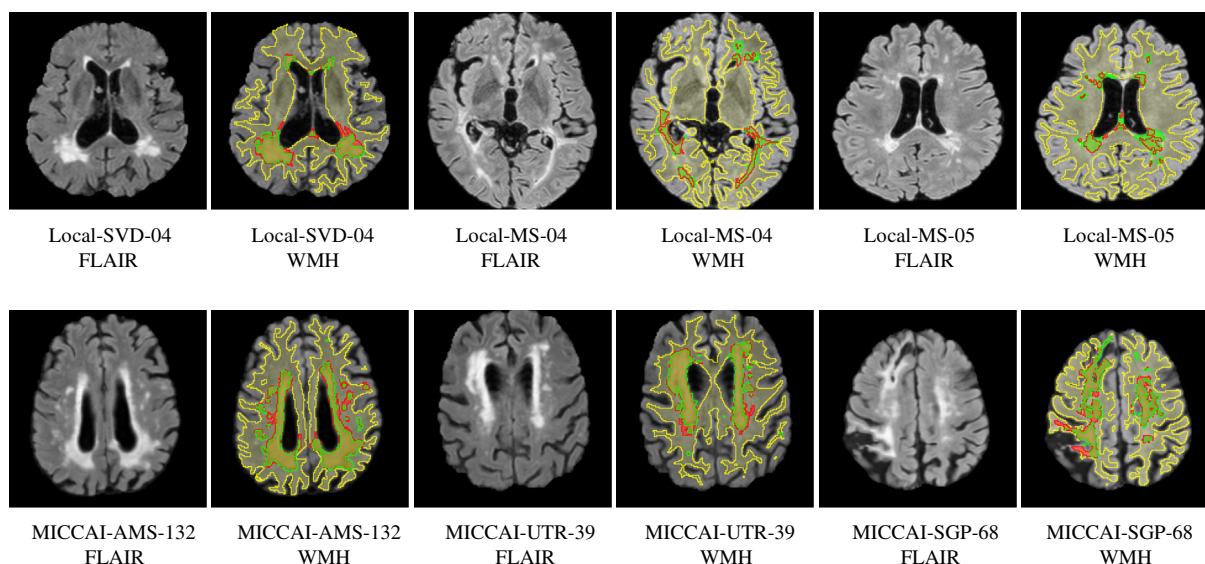 Local-SVD-04 Local-SVD-04 Local-MS-04 Local-MS-04 Local-MS-05 Local-MS-05
FLAIR WMH FLAIR WMH FLAIR WMH
MICCAI-AMS-132 MICCAI-AMS-132 MICCAI-UTR-39 MICCAI-UTR-39 MICCAI-SGP-68 MICCAI-SGP-68
FLAIR WMH FLAIR WMH FLAIR WMH